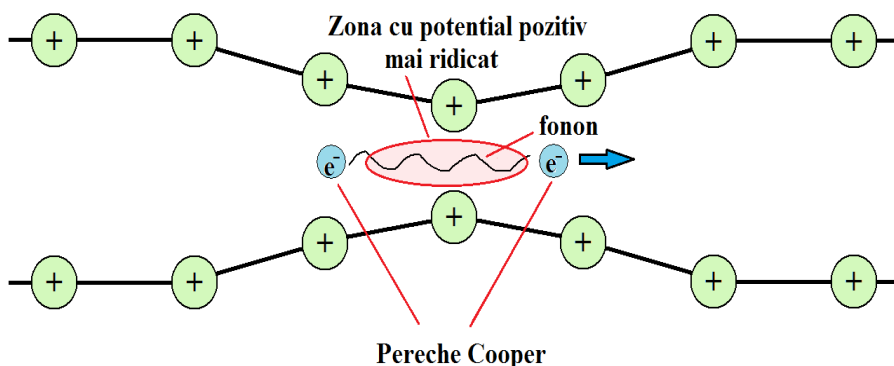 Zona cu potential pozitiv
mai ridicat
+ + + + + + +
fonon
e⁻ e⁻
+ + + + + + +
Pereche Cooper